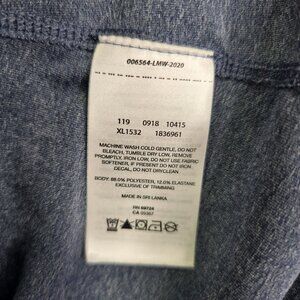 006564-LMW-2020
119 0918 10415
XL1532 1836961
MACHINE WASH COLD GENTLE, DO NOT
BLEACH, TUMBLE DRY LOW, REMOVE
PROMPTLY, IRON LOW, DO NOT USE FABRIC
SOFTENER, IF PRESENT DO NOT IRON
DECAL, DO NOT DRYCLEAN
BODY: 88.0% POLYESTER, 12.0% ELASTANE
EXCLUSIVE OF TRIMMING
MADE IN SRI LANKA
RN 69724
CA 09367